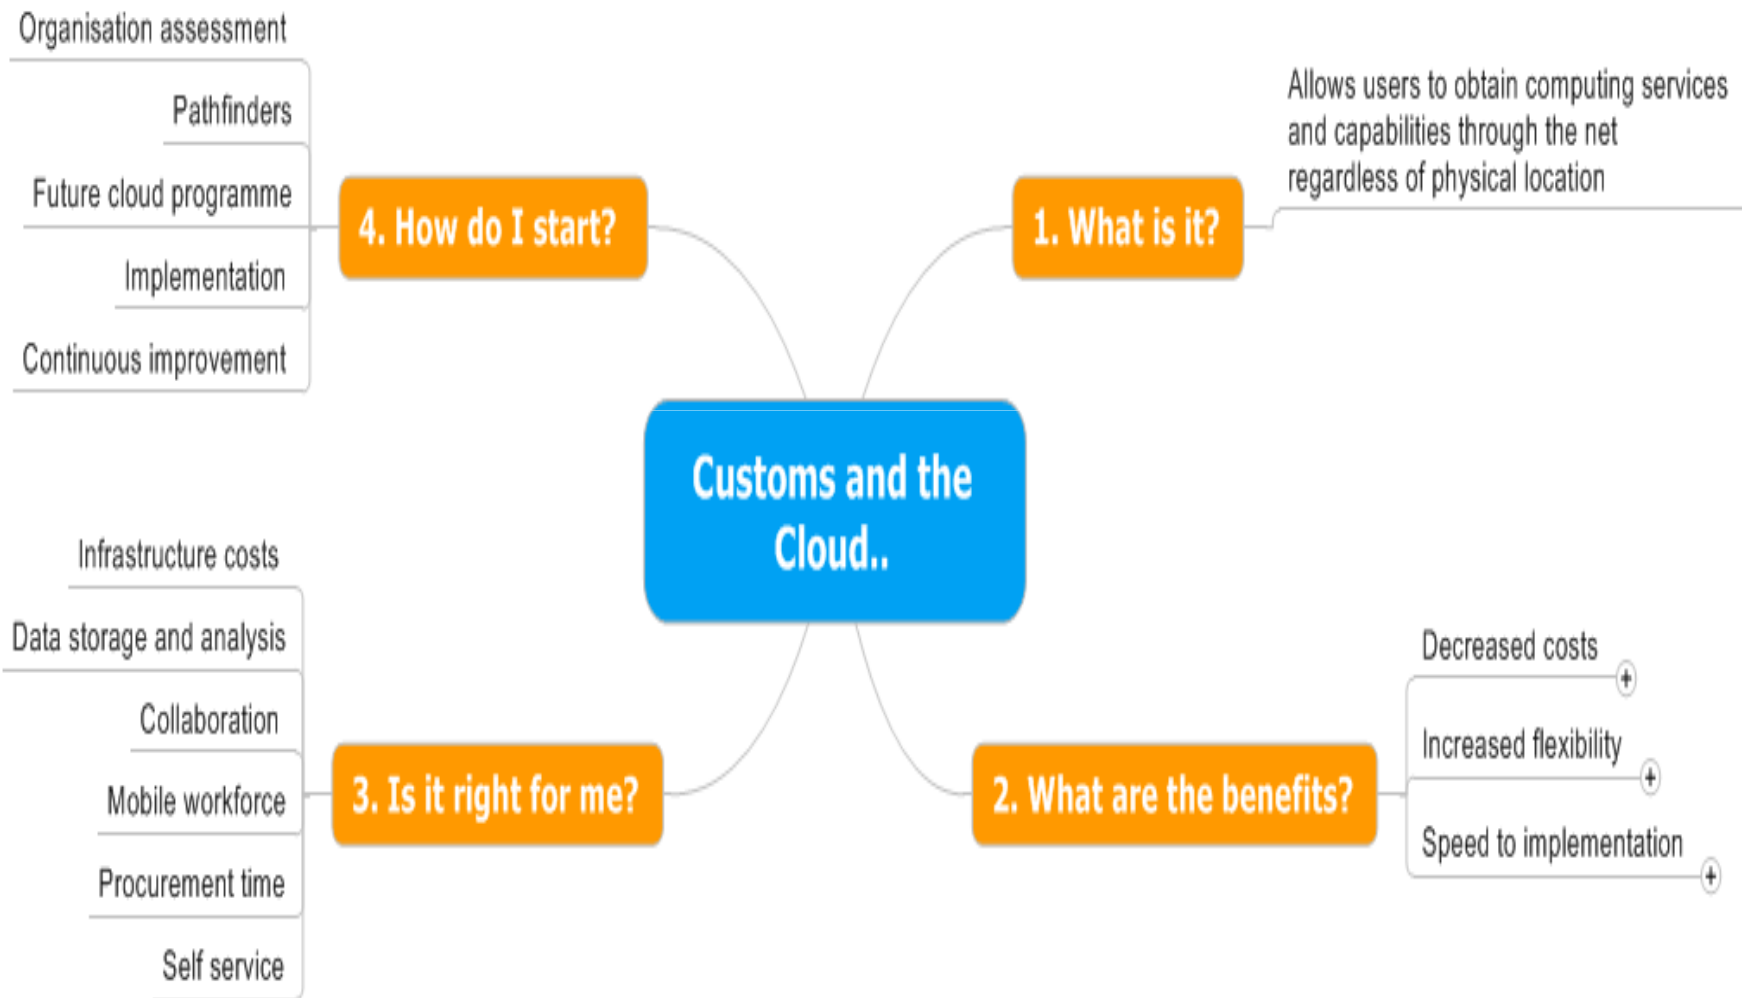 Customs and the
Cloud..
1. What is it?
Allows users to obtain computing services
and capabilities through the net
regardless of physical location
2. What are the benefits?
Decreased costs
Increased flexibility
Speed to implementation
3. Is it right for me?
Infrastructure costs
Data storage and analysis
Collaboration
Mobile workforce
Procurement time
Self service
4. How do I start?
Organisation assessment
Pathfinders
Future cloud programme
Implementation
Continuous improvement